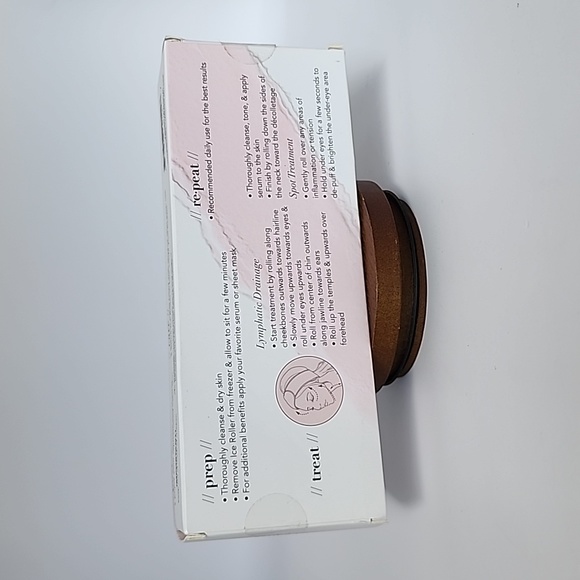 // prep //
• Thoroughly cleanse & dry skin
• Remove Ice Roller from freezer & allow to sit for a few minutes
• For additional benefits apply your favorite serum or sheet mask
// re·peat //
• Recommended daily use for the best results
// treat //
Lymphatic Drainage
• Start treatment by rolling along
cheekbones outwards towards hairline
• Slowly move upwards towards eyes &
roll under eyes upwards
• Roll from center of chin outwards
along jawline towards ears
• Roll up the temples & upwards over
forehead
• Thoroughly cleanse, tone, & apply
serum to the skin
• Finish by rolling down the sides of
the neck toward the décolletage
Spot Treatment
• Gently roll over any areas of
inflammation or tension
• Hold under eyes for a few seconds to
de-puff & brighten the under-eye area